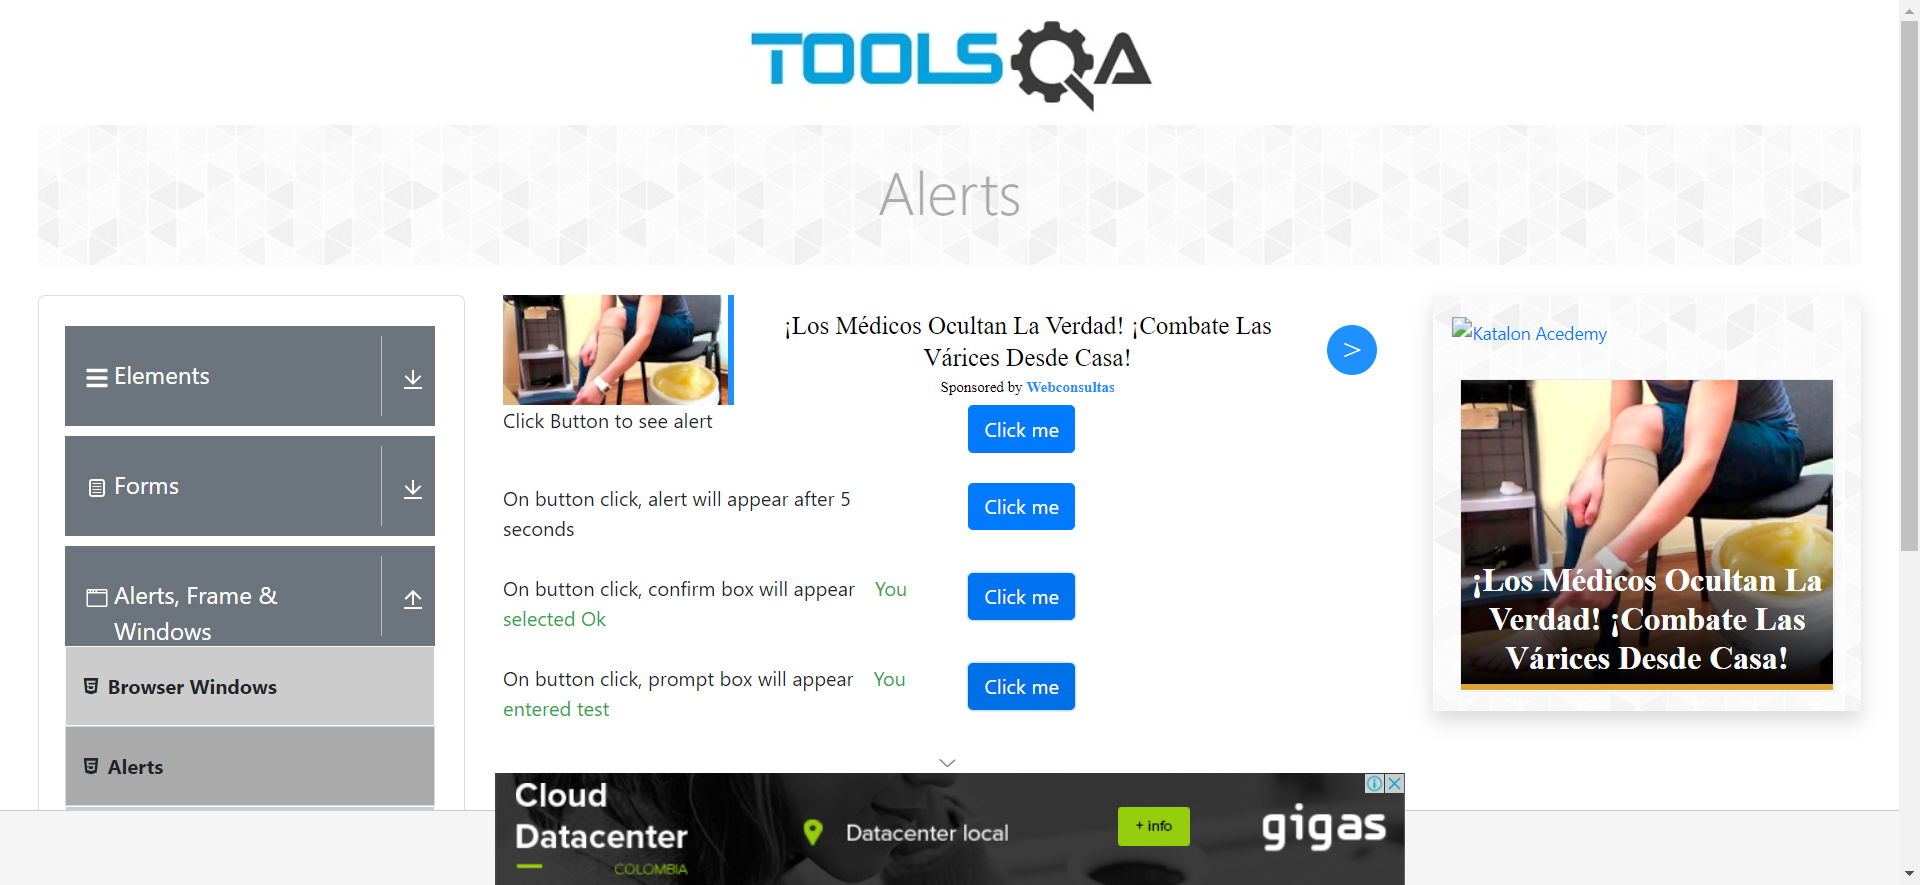 TOOLSQA
Alerts
Elements
Forms
Alerts, Frame &
Windows
Browser Windows
Alerts
¡Los Médicos Ocultan La Verdad! ¡Combate Las
Várices Desde Casa!
Sponsored by Webconsultas
>
Click Button to see alert
Click me
On button click, alert will appear after 5
seconds
Click me
On button click, confirm box will appear You
selected Ok
Click me
On button click, prompt box will appear You
entered test
Click me
Katalon Acedemy
¡Los Médicos Ocultan La
Verdad! ¡Combate Las
Várices Desde Casa!
Cloud
Datacenter
COLOMBIA
Datacenter local
+ info
gigas